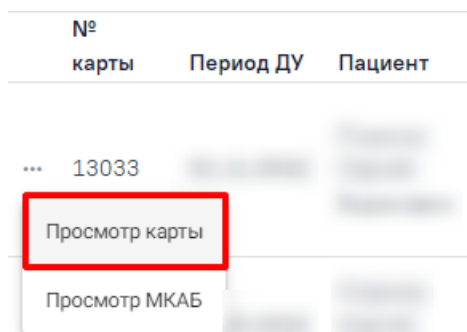 №
карты Период ДУ Пациент
... 13033
Просмотр карты
Просмотр МКАБ